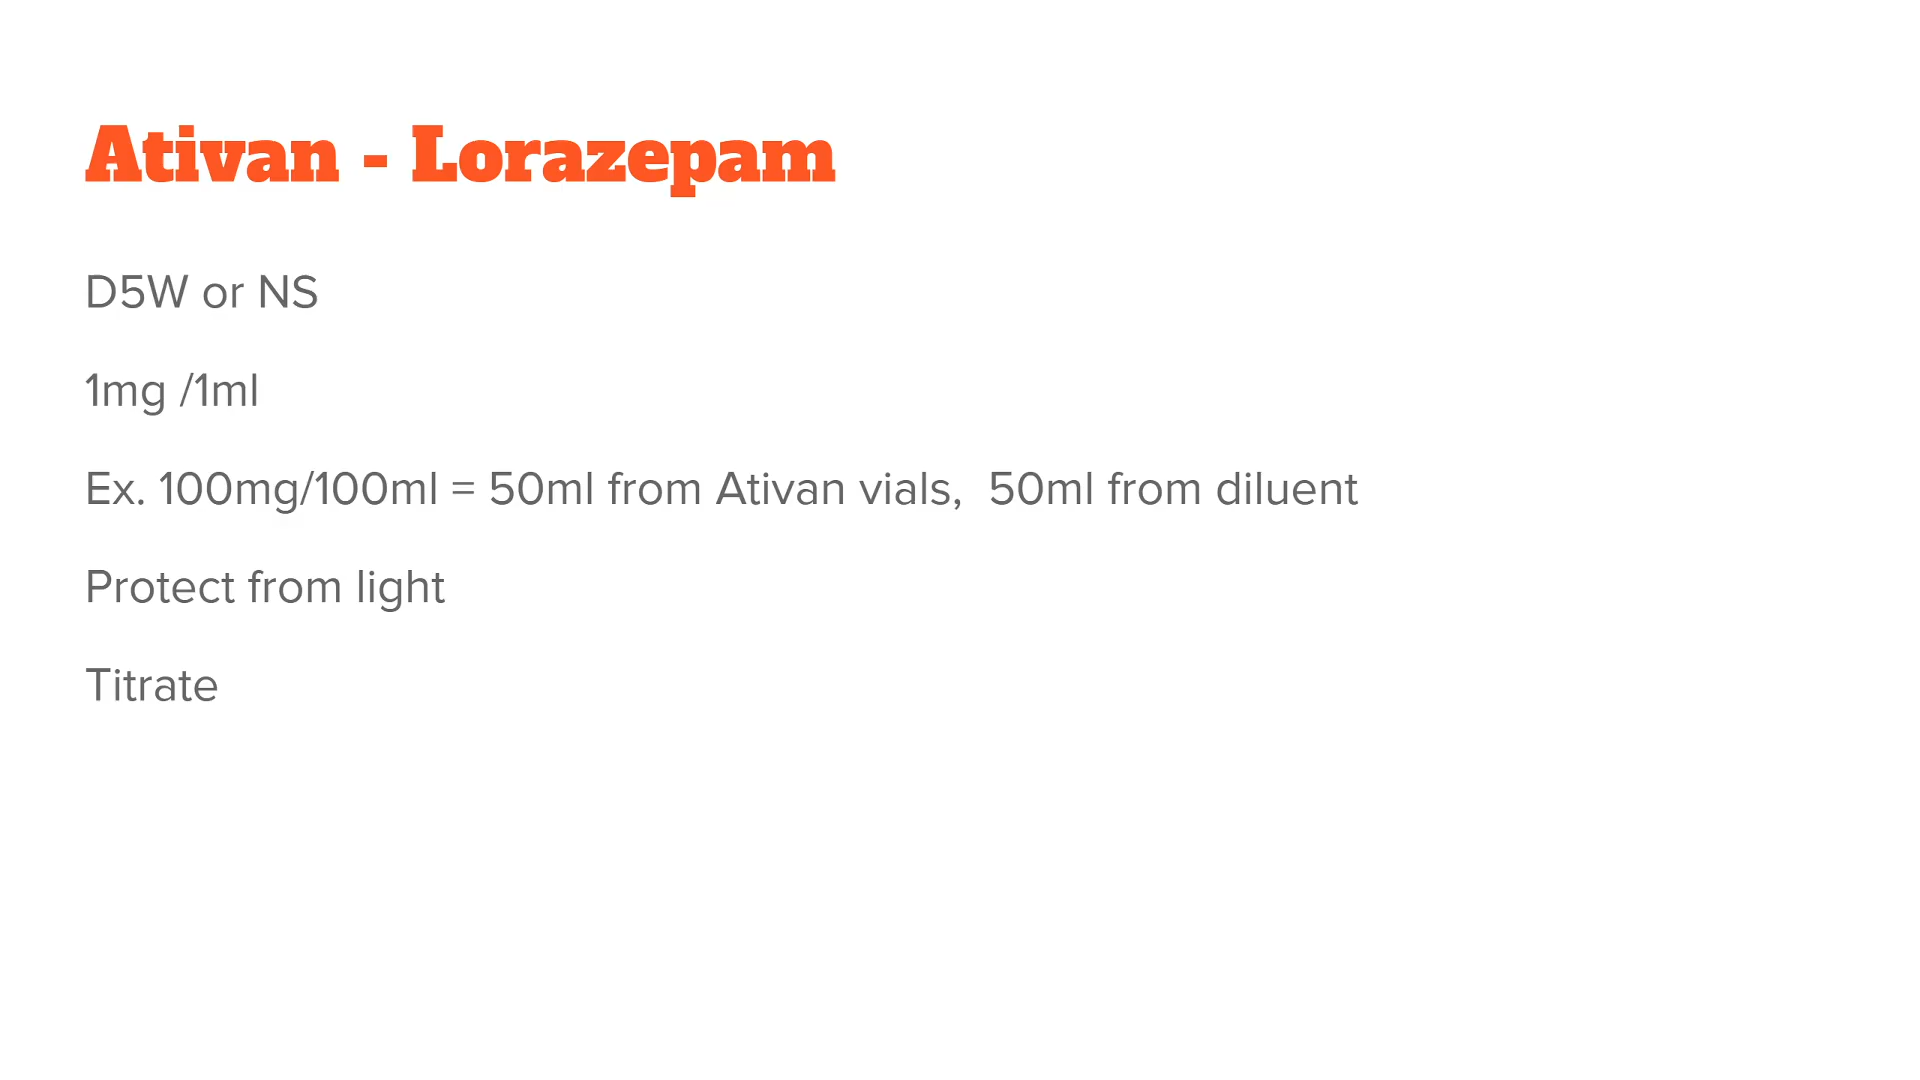 Ativan - Lorazepam
D5W or NS
1mg /1ml
Ex. 100mg/100ml = 50ml from Ativan vials,  50ml from diluent
Protect from light
Titrate